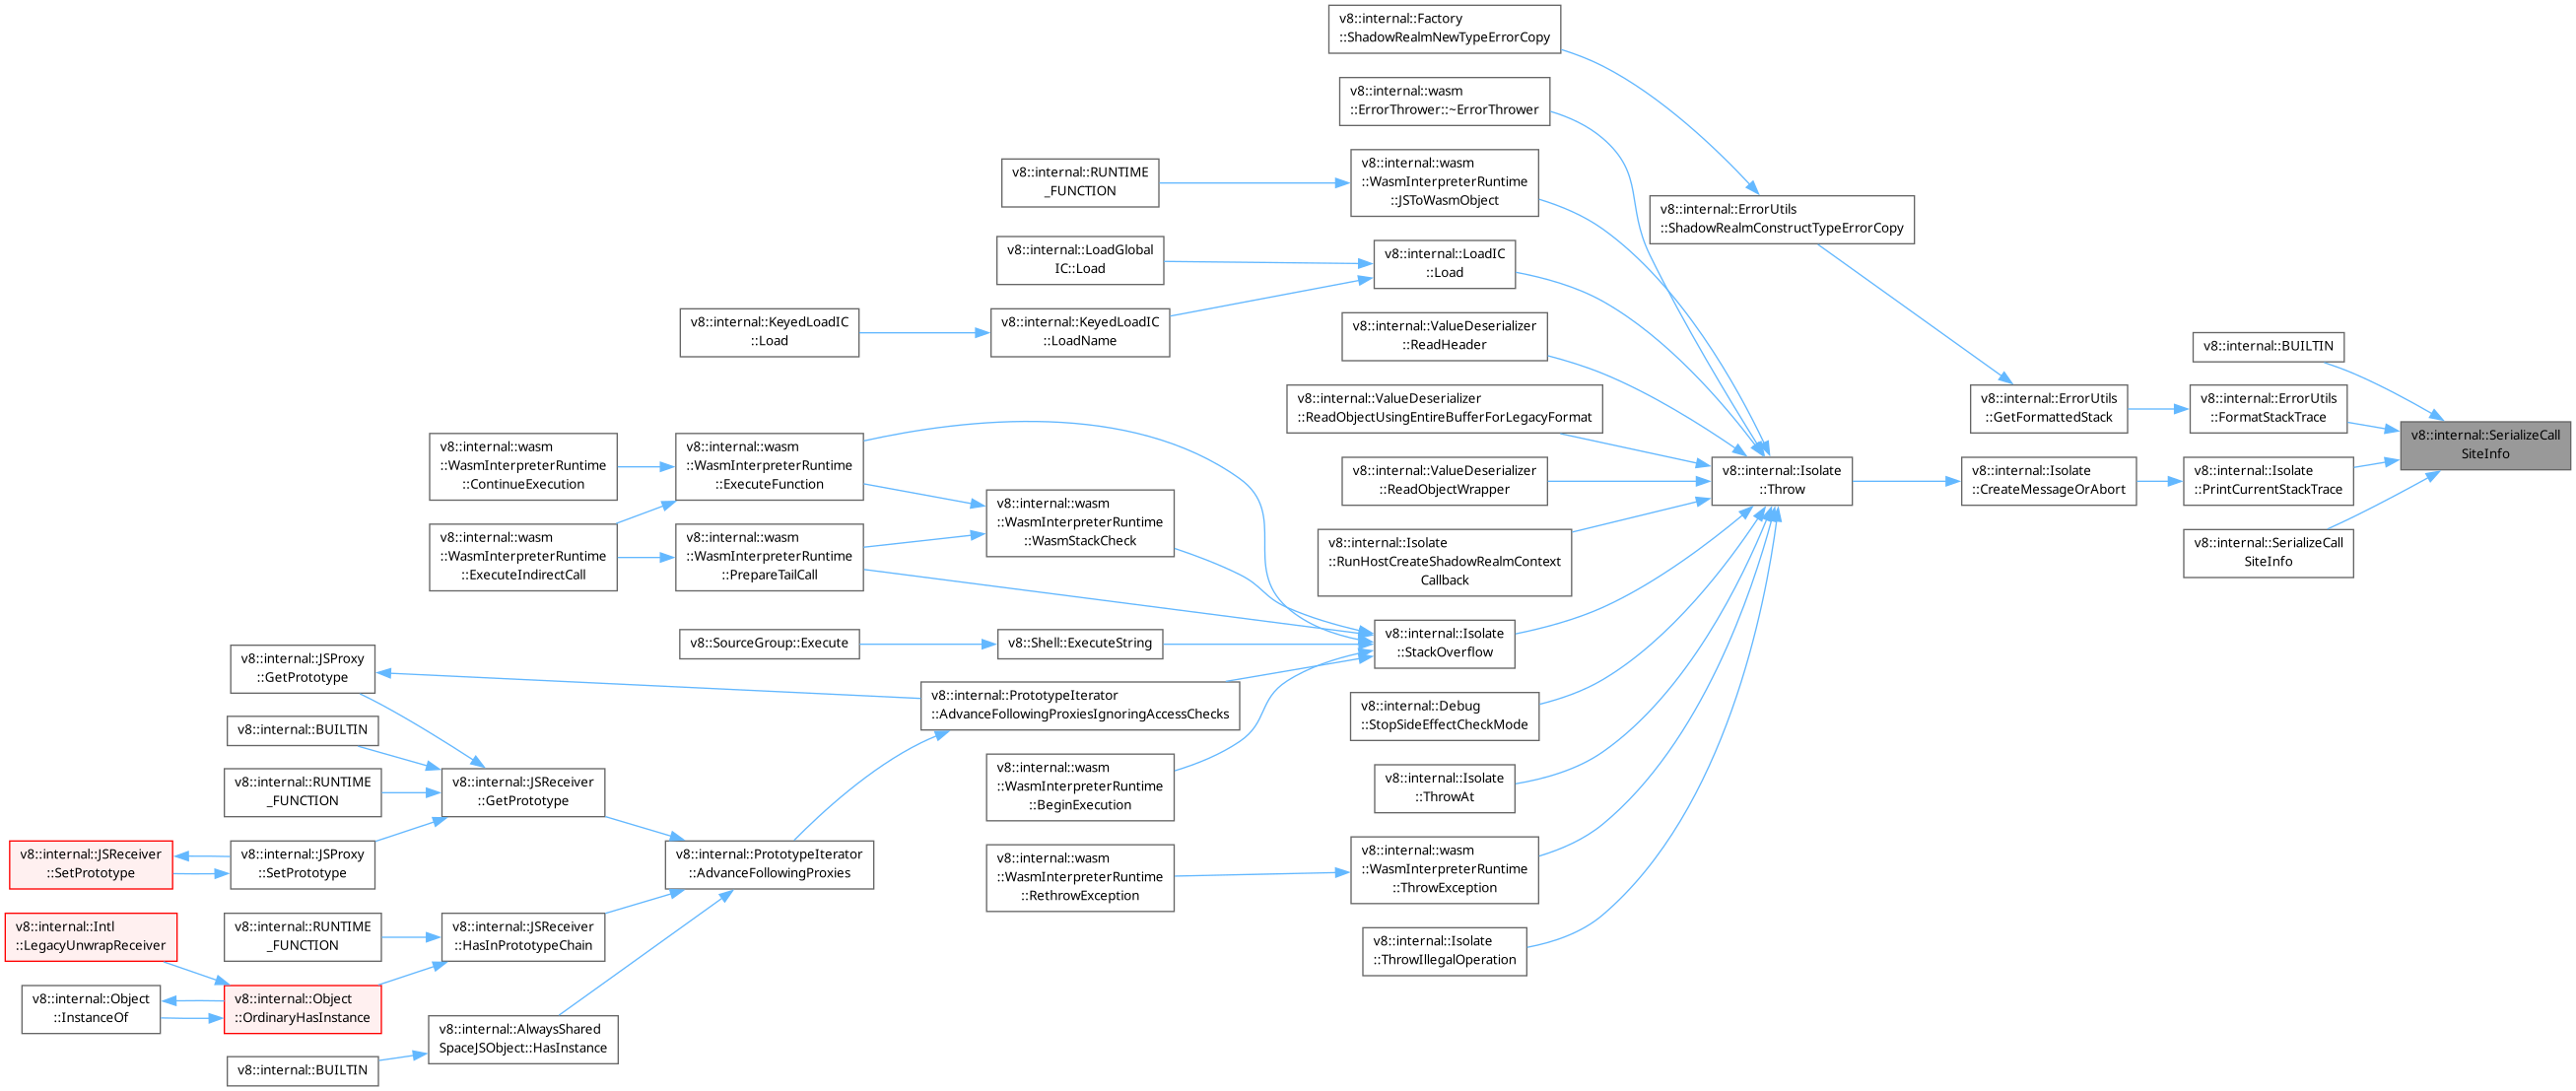 v8::internal::Factory
::ShadowRealmNewTypeErrorCopy
v8::internal::wasm
::ErrorThrower::~ErrorThrower
v8::internal::RUNTIME
_FUNCTION
v8::internal::wasm
::WasmInterpreterRuntime
::JSToWasmObject
v8::internal::ErrorUtils
::ShadowRealmConstructTypeErrorCopy
v8::internal::LoadGlobal
IC::Load
v8::internal::LoadIC
::Load
v8::internal::KeyedLoadIC
::Load
v8::internal::KeyedLoadIC
::LoadName
v8::internal::ValueDeserializer
::ReadHeader
v8::internal::BUILTIN
v8::internal::ValueDeserializer
::ReadObjectUsingEntireBufferForLegacyFormat
v8::internal::ErrorUtils
::GetFormattedStack
v8::internal::ErrorUtils
::FormatStackTrace
v8::internal::SerializeCall
SiteInfo
v8::internal::wasm
::WasmInterpreterRuntime
::ContinueExecution
v8::internal::wasm
::WasmInterpreterRuntime
::ExecuteFunction
v8::internal::ValueDeserializer
::ReadObjectWrapper
v8::internal::Isolate
::Throw
v8::internal::Isolate
::CreateMessageOrAbort
v8::internal::Isolate
::PrintCurrentStackTrace
v8::internal::wasm
::WasmInterpreterRuntime
::WasmStackCheck
v8::internal::wasm
::WasmInterpreterRuntime
::ExecuteIndirectCall
v8::internal::wasm
::WasmInterpreterRuntime
::PrepareTailCall
v8::internal::Isolate
::RunHostCreateShadowRealmContext
Callback
v8::internal::SerializeCall
SiteInfo
v8::SourceGroup::Execute
v8::Shell::ExecuteString
v8::internal::Isolate
::StackOverflow
v8::internal::JSProxy
::GetPrototype
v8::internal::PrototypeIterator
::AdvanceFollowingProxiesIgnoringAccessChecks
v8::internal::Debug
::StopSideEffectCheckMode
v8::internal::BUILTIN
v8::internal::wasm
::WasmInterpreterRuntime
::BeginExecution
v8::internal::RUNTIME
_FUNCTION
v8::internal::JSReceiver
::GetPrototype
v8::internal::Isolate
::ThrowAt
v8::internal::JSReceiver
::SetPrototype
v8::internal::JSProxy
::SetPrototype
v8::internal::PrototypeIterator
::AdvanceFollowingProxies
v8::internal::wasm
::WasmInterpreterRuntime
::RethrowException
v8::internal::wasm
::WasmInterpreterRuntime
::ThrowException
v8::internal::Intl
::LegacyUnwrapReceiver
v8::internal::RUNTIME
_FUNCTION
v8::internal::JSReceiver
::HasInPrototypeChain
v8::internal::Isolate
::ThrowIllegalOperation
v8::internal::Object
::InstanceOf
v8::internal::Object
::OrdinaryHasInstance
v8::internal::AlwaysShared
SpaceJSObject::HasInstance
v8::internal::BUILTIN